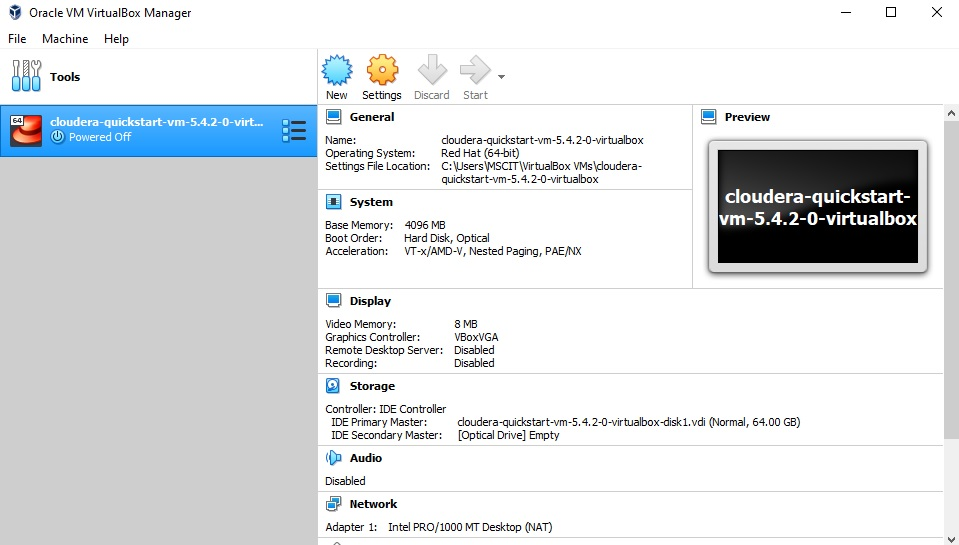 Oracle VM VirtualBox Manager
File Machine Help
Tools
New Settings Discard Start
64
cloudera-quickstart-vm-5.4.2-0-virt...
Powered Off
General
Name: cloudera-quickstart-vm-5.4.2-0-virtualbox
Operating System: Red Hat (64-bit)
Settings File Location: C:\Users\MSCIT\VirtualBox VMs\cloudera-
quickstart-vm-5.4.2-0-virtualbox
Preview
cloudera-quickstart-
vm-5.4.2-0-virtualbox
System
Base Memory: 4096 MB
Boot Order: Hard Disk, Optical
Acceleration: VT-x/AMD-V, Nested Paging, PAE/NX
Display
Video Memory: 8 MB
Graphics Controller: VBoxVGA
Remote Desktop Server: Disabled
Recording: Disabled
Storage
Controller: IDE Controller
IDE Primary Master: cloudera-quickstart-vm-5.4.2-0-virtualbox-disk1.vdi (Normal, 64.00 GB)
IDE Secondary Master: [Optical Drive] Empty
Audio
Disabled
Network
Adapter 1: Intel PRO/1000 MT Desktop (NAT)